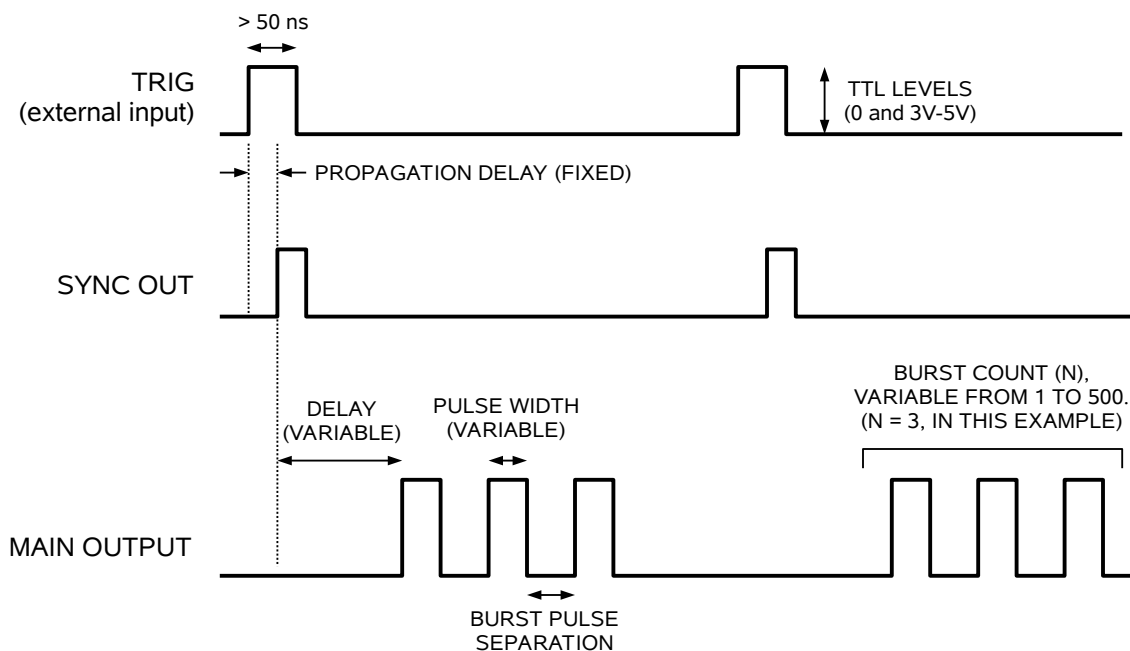 > 50 ns
TRIG
(external input)
TTL LEVELS
(0 and 3V-5V)
PROPAGATION DELAY (FIXED)
SYNC OUT
BURST COUNT (N),
VARIABLE FROM 1 TO 500.
(N = 3, IN THIS EXAMPLE)
DELAY
(VARIABLE)
PULSE WIDTH
(VARIABLE)
MAIN OUTPUT
BURST PULSE
SEPARATION